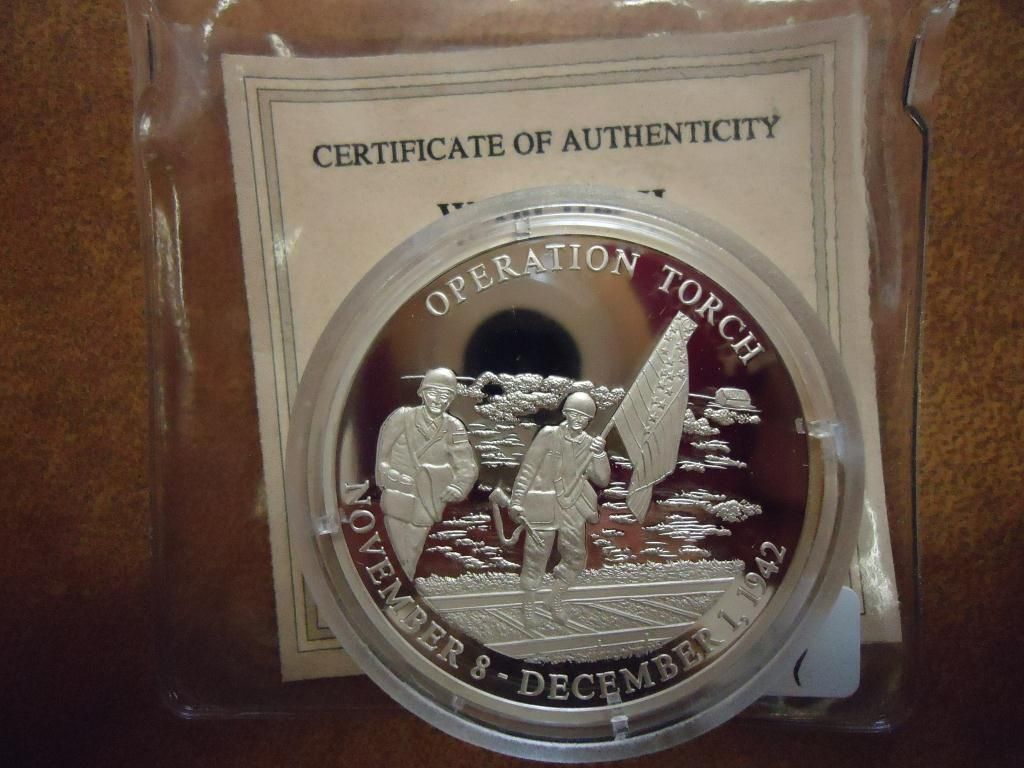 CERTIFICATE OF AUTHENTICITY
OPERATION TORCH
NOVEMBER 8 - DECEMBER 1, 1942